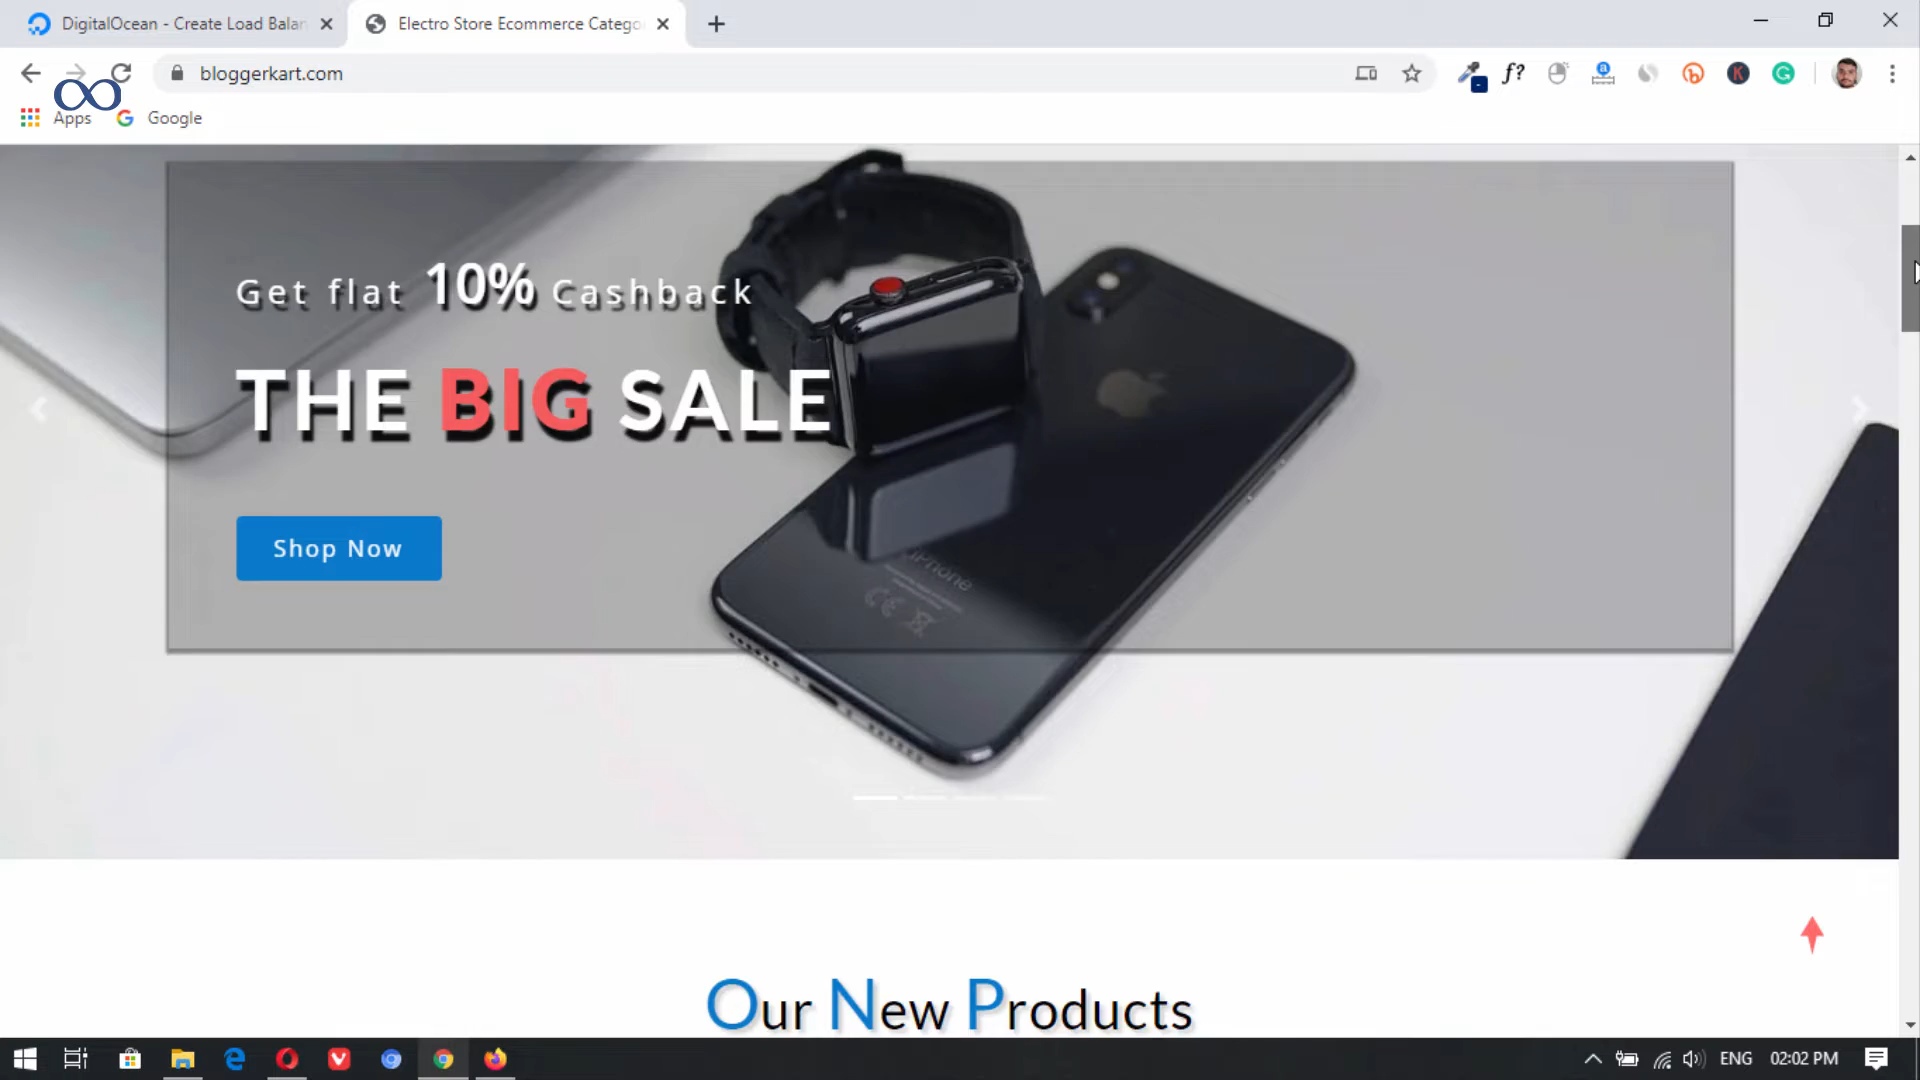 DigitalOcean - Create Load Balan
Electro Store Ecommerce Catego
bloggerkart.com
f?
Apps
Google
Get flat 10% Cashback
THE BIG SALE
Shop Now
iPhone
Our New Products
ENG
02:02 PM